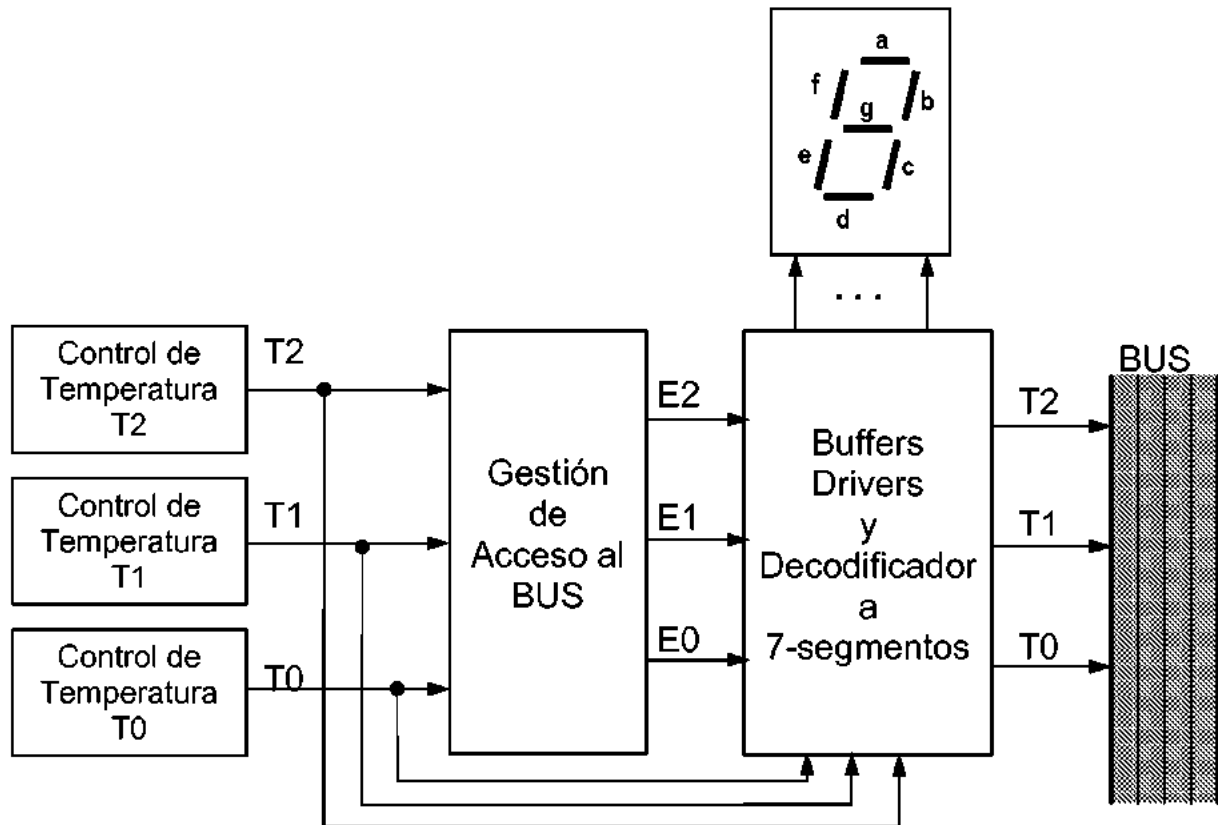 a
f
b
g
e
c
d
. . .
Control de
Temperatura
T2
T2
Control de
Temperatura
T1
T1
Control de
Temperatura
T0
T0
Gestión
de
Acceso al
BUS
E2
E1
E0
Buffers
Drivers
y
Decodificador
a
7-segmentos
T2
T1
T0
BUS